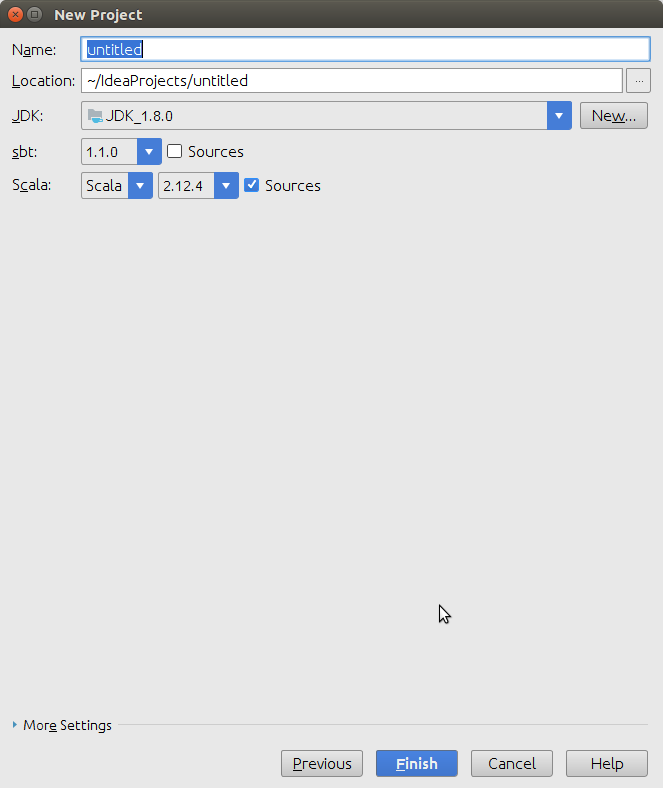 New Project
Name: untitled
Location: ~/IdeaProjects/untitled ...
JDK: JDK_1.8.0 New...
sbt: 1.1.0 Sources
Scala: Scala 2.12.4 Sources
More Settings
Previous Finish Cancel Help